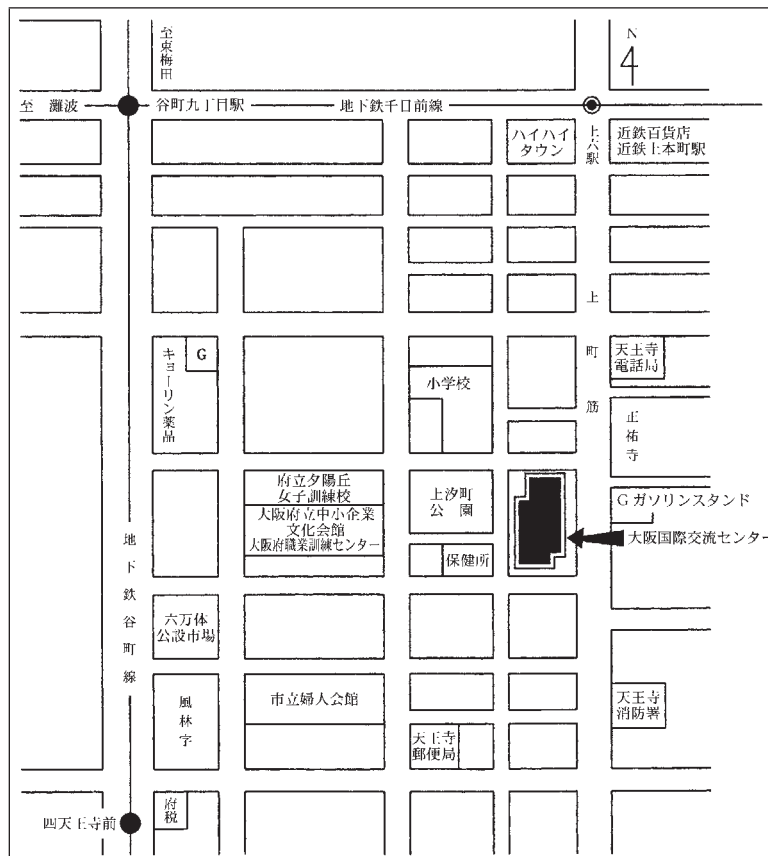 至東梅田
N
至 灘波
谷町九丁目駅
地下鉄千日前線
ハイハイ
タウン
上六駅
近鉄百貨店
近鉄上本町駅
上町筋
キョーリン薬品
G
小学校
天王寺
電話局
正祐寺
府立夕陽丘
女子訓練校
大阪府立中小企業
文化会館
大阪府職業訓練センター
上汐町
公園
保健所
Gガソリンスタンド
大阪国際交流センター
地下鉄谷町線
六万体
公設市場
風林字
市立婦人会館
天王寺
郵便局
天王寺
消防署
四天王寺前
府税